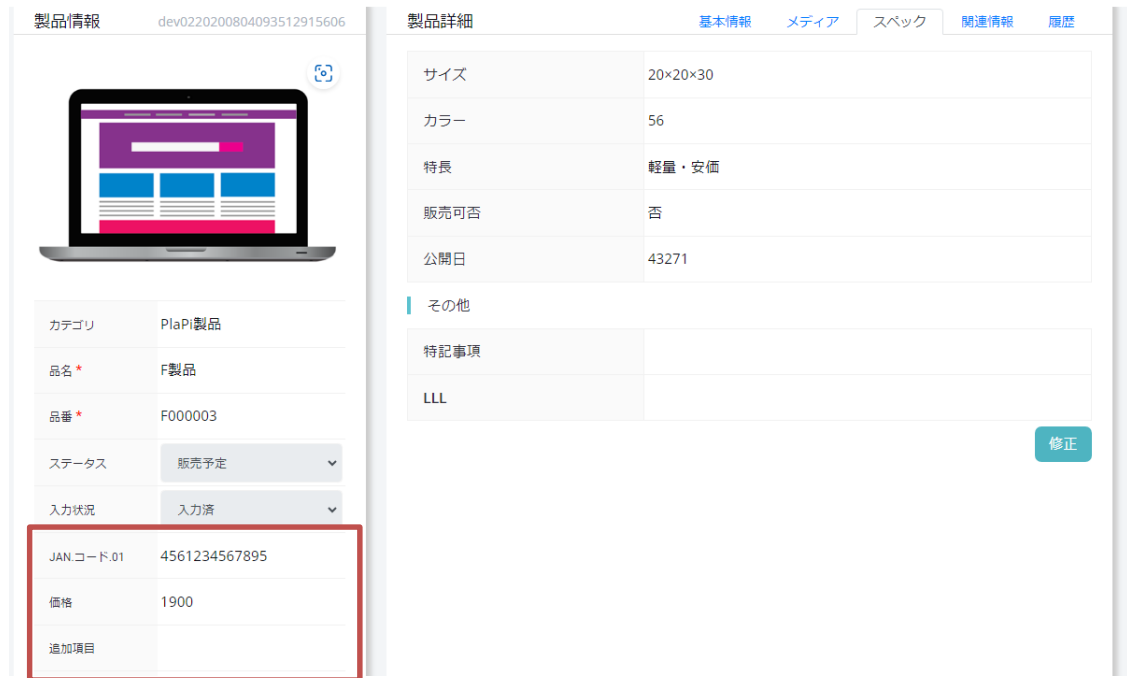 製品情報 dev0220200804093512915606
カテゴリ PlaPi製品
品名 * F製品
品番 * F000003
ステータス 販売予定
入力状況 入力済
JAN.コード.01 4561234567895
価格 1900
追加項目
製品詳細 基本情報 メディア スペック 関連情報 履歴
サイズ 20×20×30
カラー 56
特長 軽量・安価
販売可否 否
公開日 43271
その他
特記事項
LLL
修正